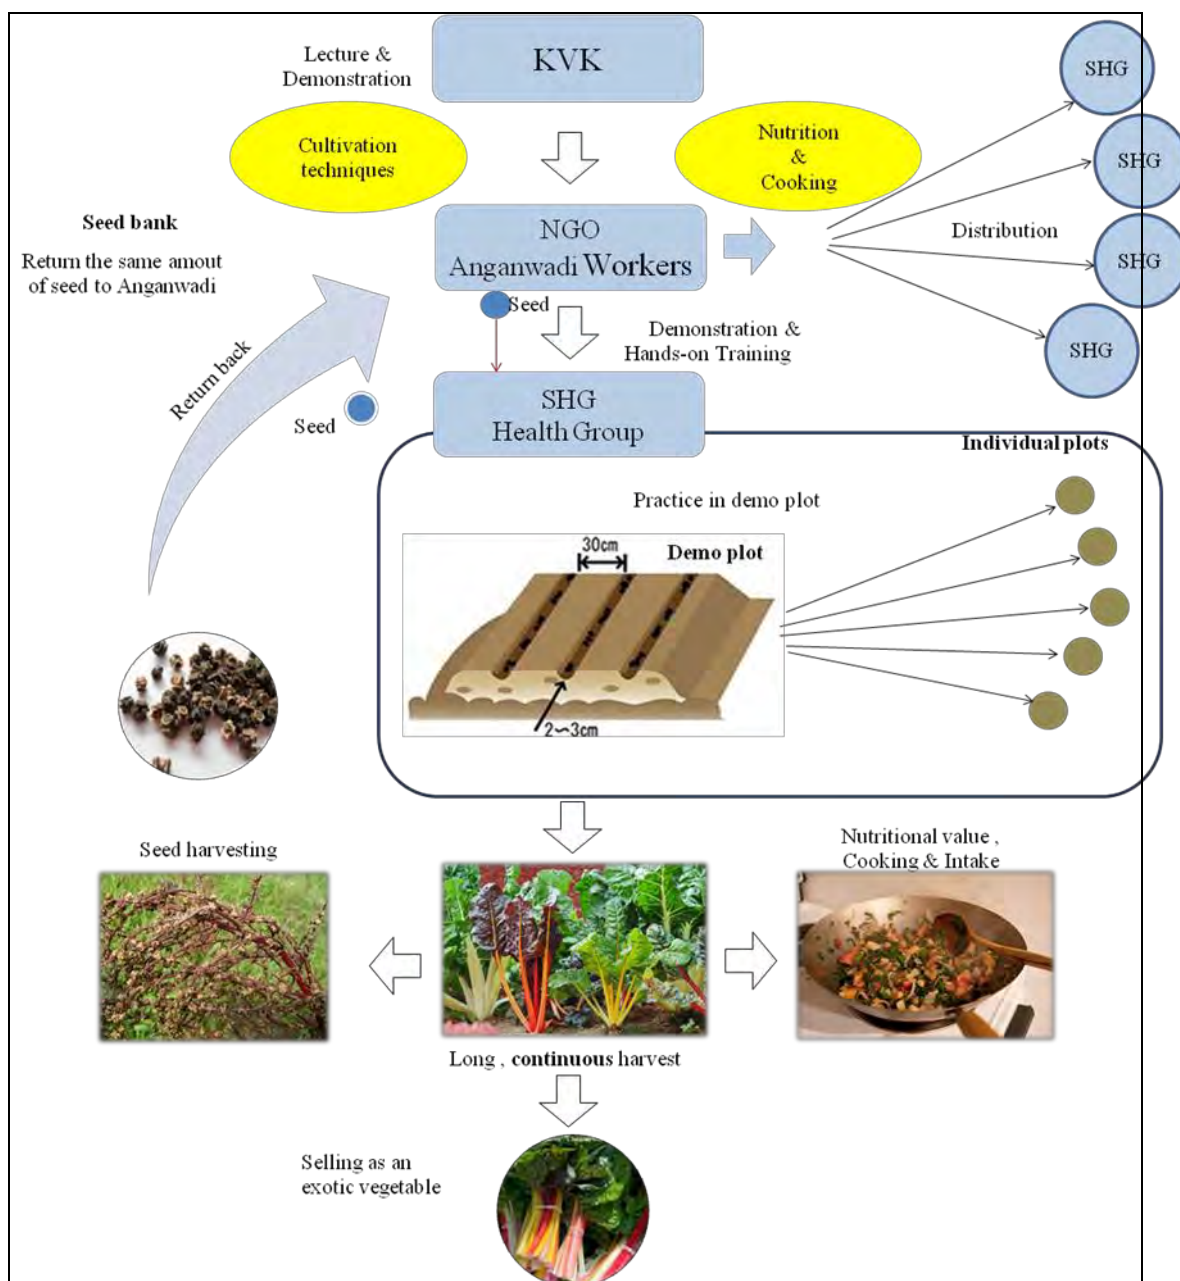 KVK
Lecture &
Demonstration
Cultivation
techniques
Nutrition
&
Cooking
SHG
SHG
SHG
SHG
Distribution
NGO
Anganwadi Workers
Seed bank
Return the same amout
of seed to Anganwadi
Seed
Demonstration &
Hands-on Training
Return back
Seed
SHG
Health Group
Individual plots
Practice in demo plot
30cm
Demo plot
2~3cm
Seed harvesting
Nutritional value ,
Cooking & Intake
Long , continuous harvest
Selling as an
exotic vegetable